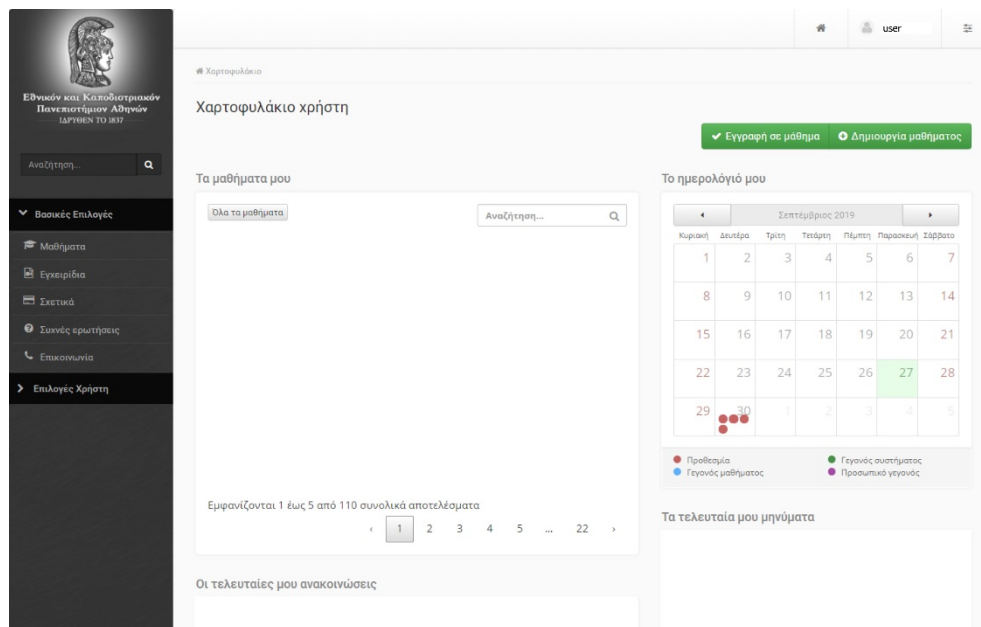 Εθνικόν και Καποδιστριακόν
Πανεπιστήμιον Αθηνών
ΙΔΡΥΘΕΝ ΤΟ 1837
Αναζήτηση...
Βασικές Επιλογές
Μαθήματα
Εγχειρίδια
Σχετικά
Συχνές ερωτήσεις
Επικοινωνία
Επιλογές Χρήστη
user
Χαρτοφυλάκιο
Χαρτοφυλάκιο χρήστη
Εγγραφή σε μάθημα Δημιουργία μαθήματος
Τα μαθήματα μου
Όλα τα μαθήματα Αναζήτηση...
Εμφανίζονται 1 έως 5 από 110 συνολικά αποτελέσματα
‹ 1 2 3 4 5 ... 22 ›
Οι τελευταίες μου ανακοινώσεις
Το ημερολόγιό μου
Σεπτέμβριος 2019
Κυριακή Δευτέρα Τρίτη Τετάρτη Πέμπτη Παρασκευή Σάββατο
1 2 3 4 5 6 7
8 9 10 11 12 13 14
15 16 17 18 19 20 21
22 23 24 25 26 27 28
29 30 1 2 3 4 5
Προθεσμία Γεγονός συστήματος
Γεγονός μαθήματος Προσωπικό γεγονός
Τα τελευταία μου μηνύματα